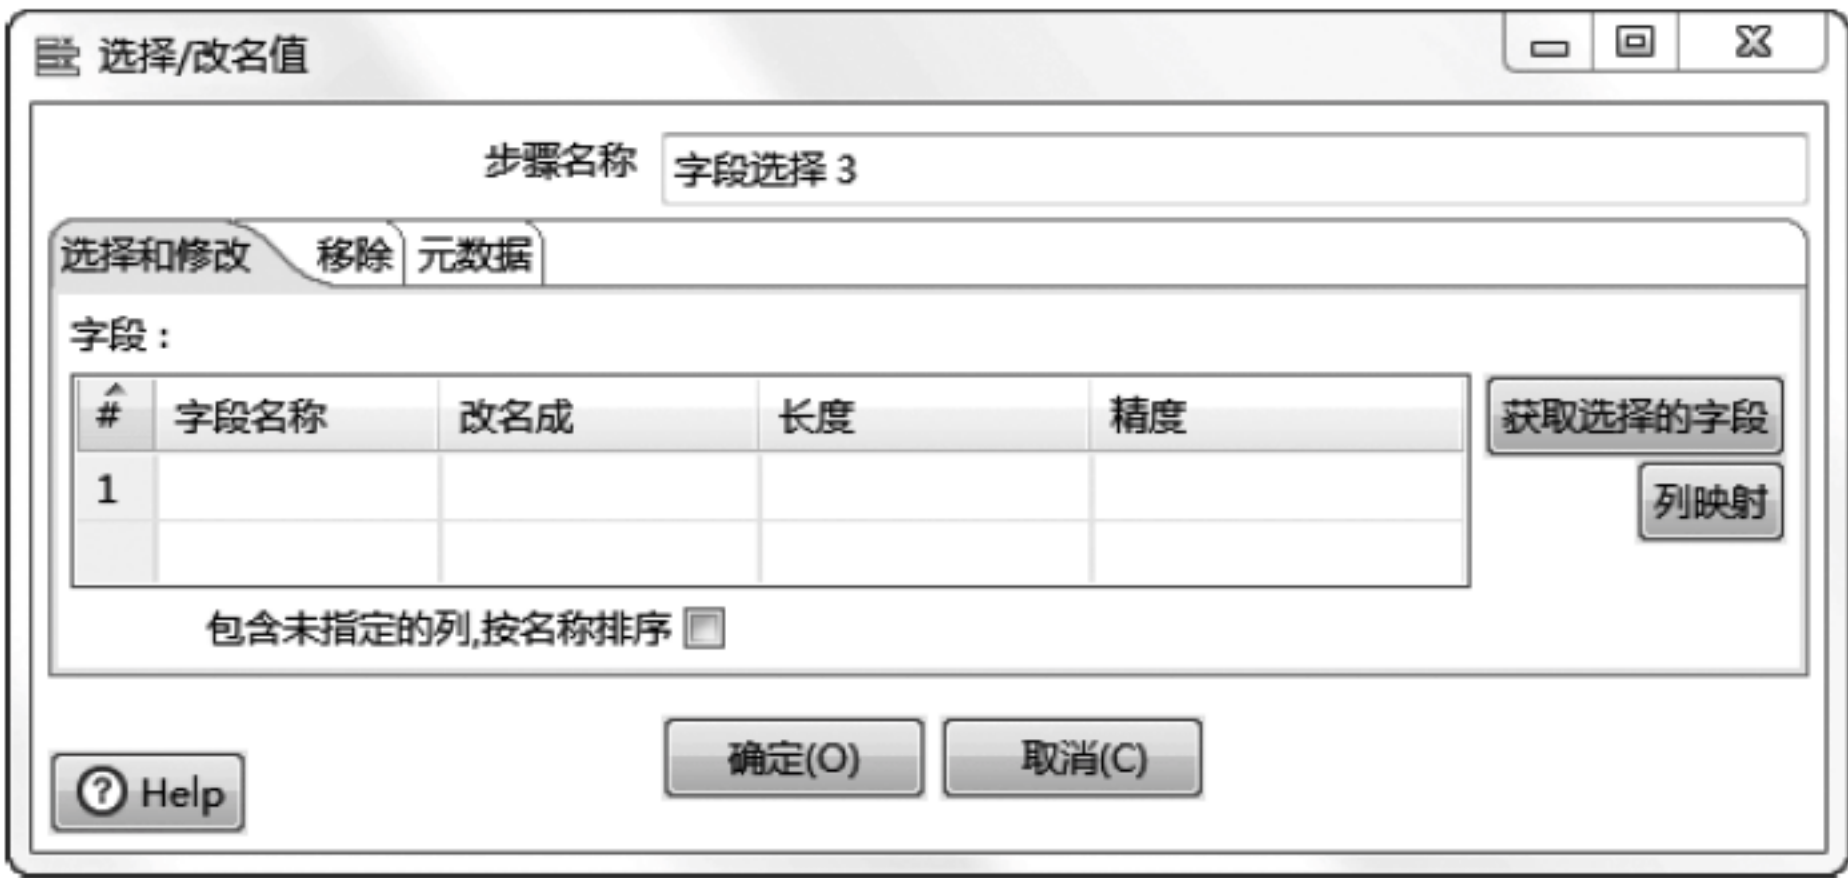 选择/改名值
步骤名称 字段选择 3
选择和修改 移除 元数据
字段：
# 字段名称 改名成 长度 精度 获取选择的字段
1
列映射
包含未指定的列,按名称排序
确定(O) 取消(C)
Help